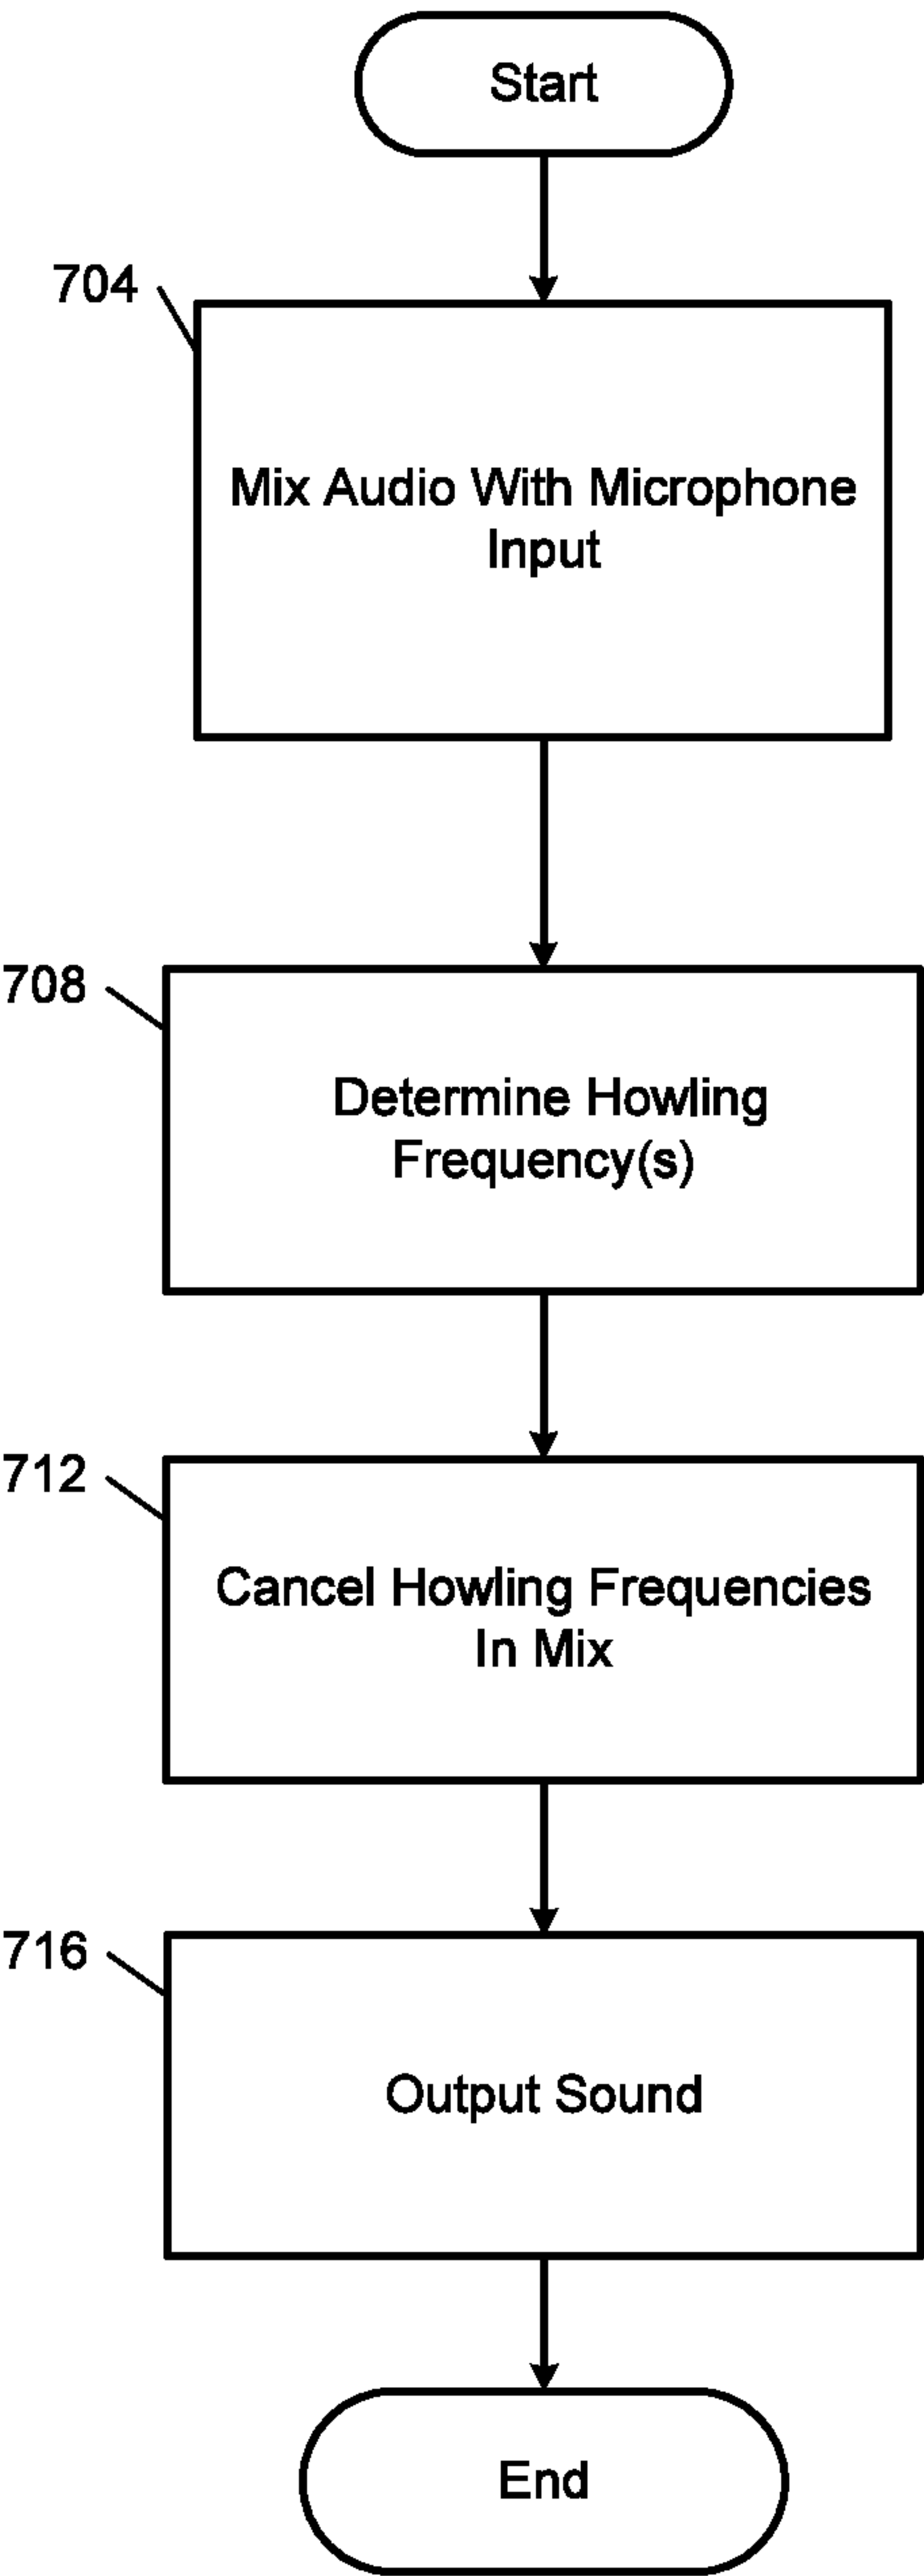 Start
704
Mix Audio With Microphone
Input
708
Determine Howling
Frequency(s)
712
Cancel Howling Frequencies
In Mix
716
Output Sound
End